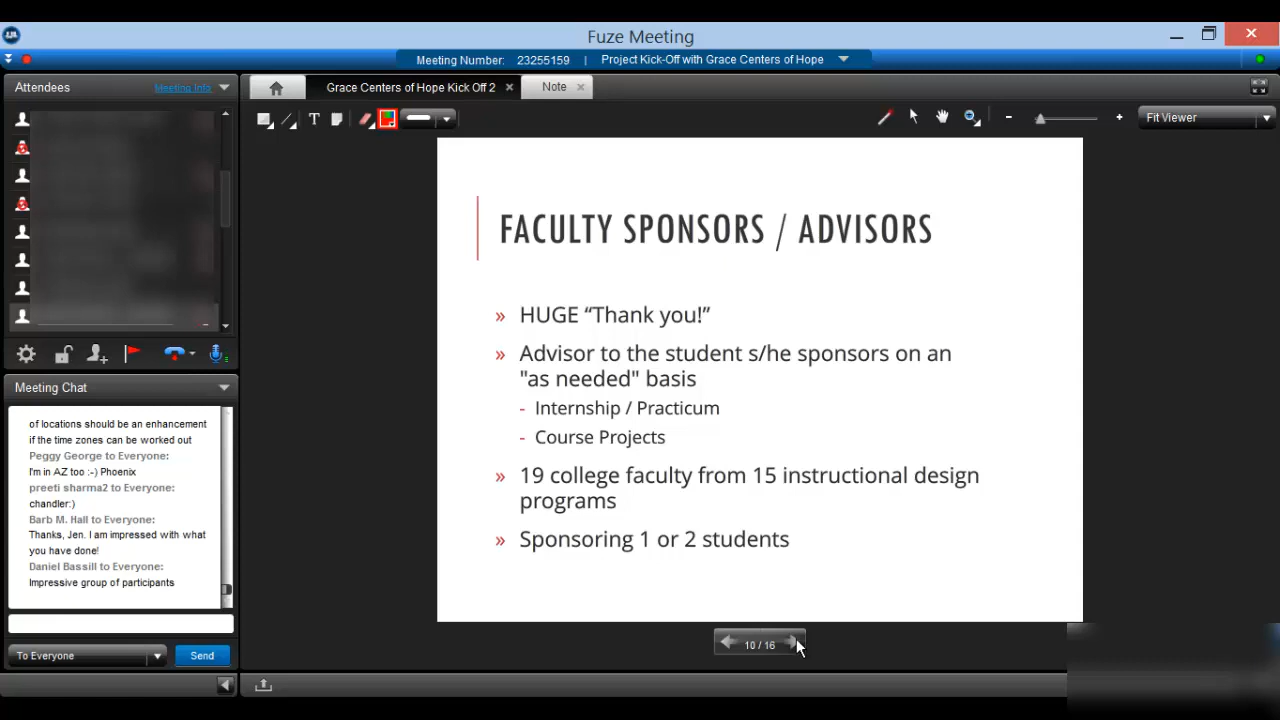 Fuze Meeting
Meeting Number: 23255159 | Project Kick-Off with Grace Centers of Hope
Attendees
Meeting Info
Grace Centers of Hope Kick Off 2
Note
T
Fit Viewer
FACULTY SPONSORS / ADVISORS
» HUGE “Thank you!”
» Advisor to the student s/he sponsors on an
"as needed" basis
- Internship / Practicum
- Course Projects
» 19 college faculty from 15 instructional design
programs
» Sponsoring 1 or 2 students
10 / 16
Meeting Chat
of locations should be an enhancement
if the time zones can be worked out
Peggy George to Everyone:
I'm in AZ too :-) Phoenix
preeti sharma2 to Everyone:
chandler:)
Barb M. Hall to Everyone:
Thanks, Jen. I am impressed with what
you have done!
Daniel Bassill to Everyone:
Impressive group of participants
To Everyone
Send